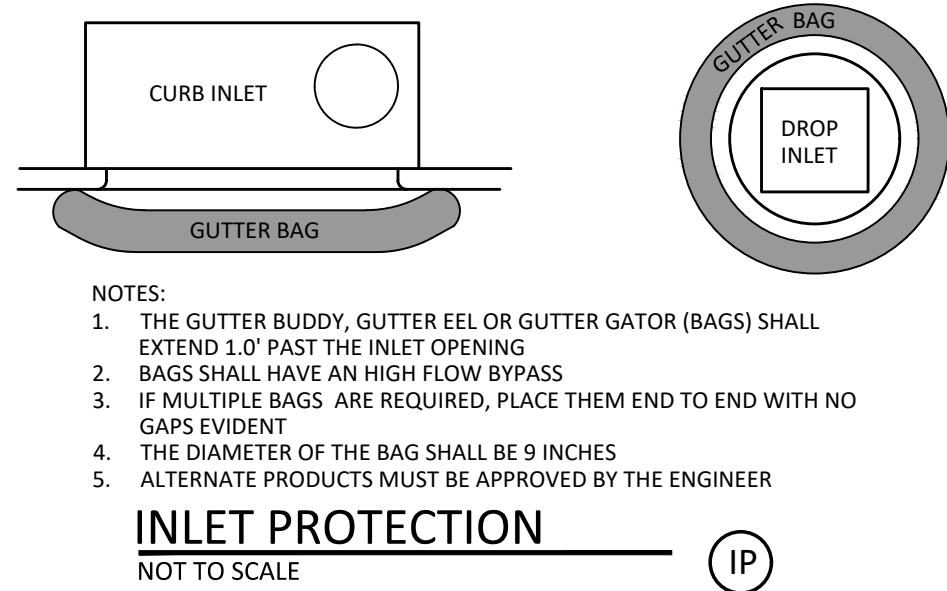 CURB INLET
GUTTER BAG
GUTTER BAG
DROP
INLET
NOTES:
1. THE GUTTER BUDDY, GUTTER EEL OR GUTTER GATOR (BAGS) SHALL
EXTEND 1.0' PAST THE INLET OPENING
2. BAGS SHALL HAVE AN HIGH FLOW BYPASS
3. IF MULTIPLE BAGS ARE REQUIRED, PLACE THEM END TO END WITH NO
GAPS EVIDENT
4. THE DIAMETER OF THE BAG SHALL BE 9 INCHES
5. ALTERNATE PRODUCTS MUST BE APPROVED BY THE ENGINEER
INLET PROTECTION
NOT TO SCALE
IP